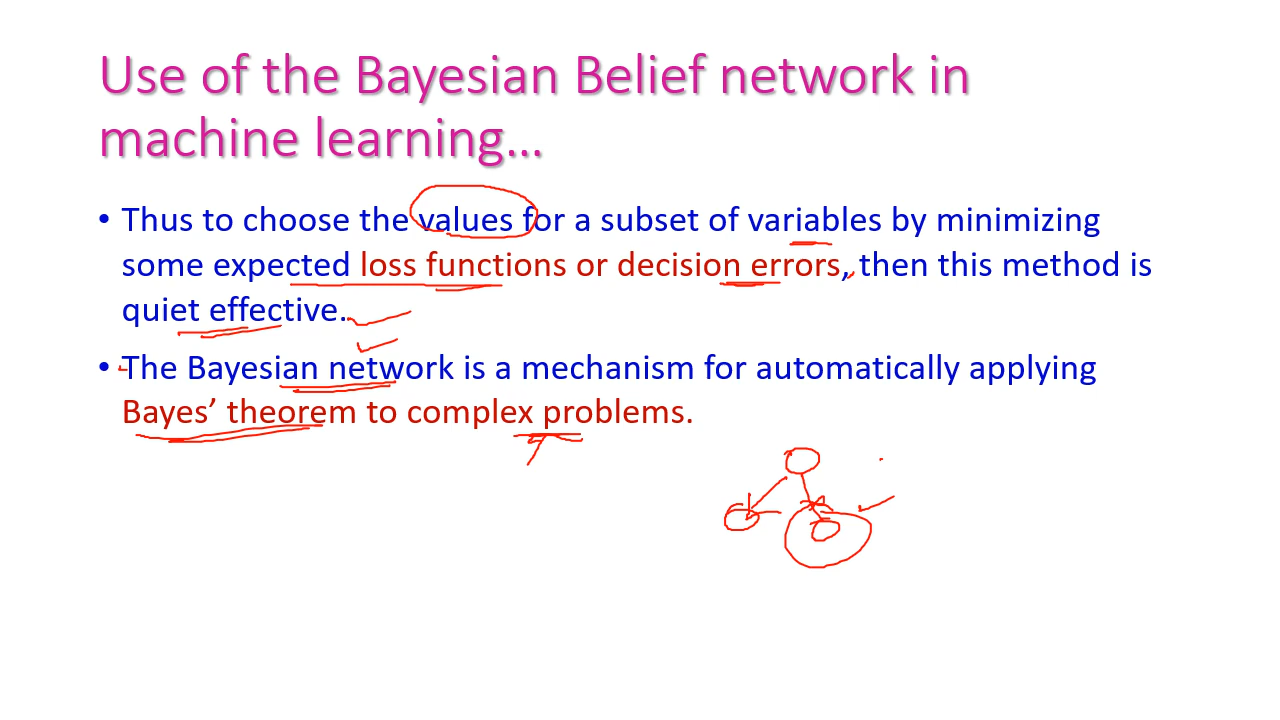 Use of the Bayesian Belief network in
machine learning...
• Thus to choose the values for a subset of variables by minimizing
some expected loss functions or decision errors, then this method is
quiet effective.
• The Bayesian network is a mechanism for automatically applying
Bayes’ theorem to complex problems.